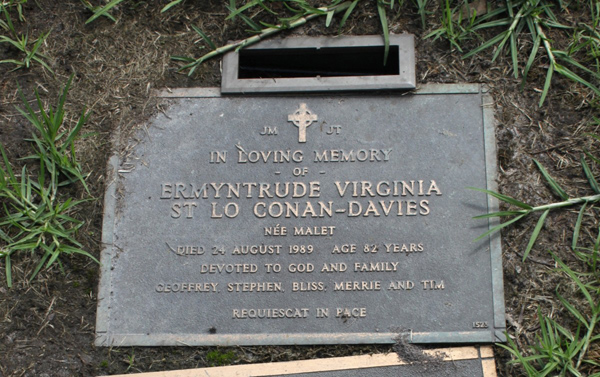 JM JT
IN LOVING MEMORY
- OF -
ERMYNTRUDE VIRGINIA
ST LO CONAN-DAVIES
NÉE MALET
DIED 24 AUGUST 1989 AGE 82 YEARS
DEVOTED TO GOD AND FAMILY
GEOFFREY, STEPHEN, BLISS, MERRIE AND TIM
REQUIESCAT IN PACE
1523